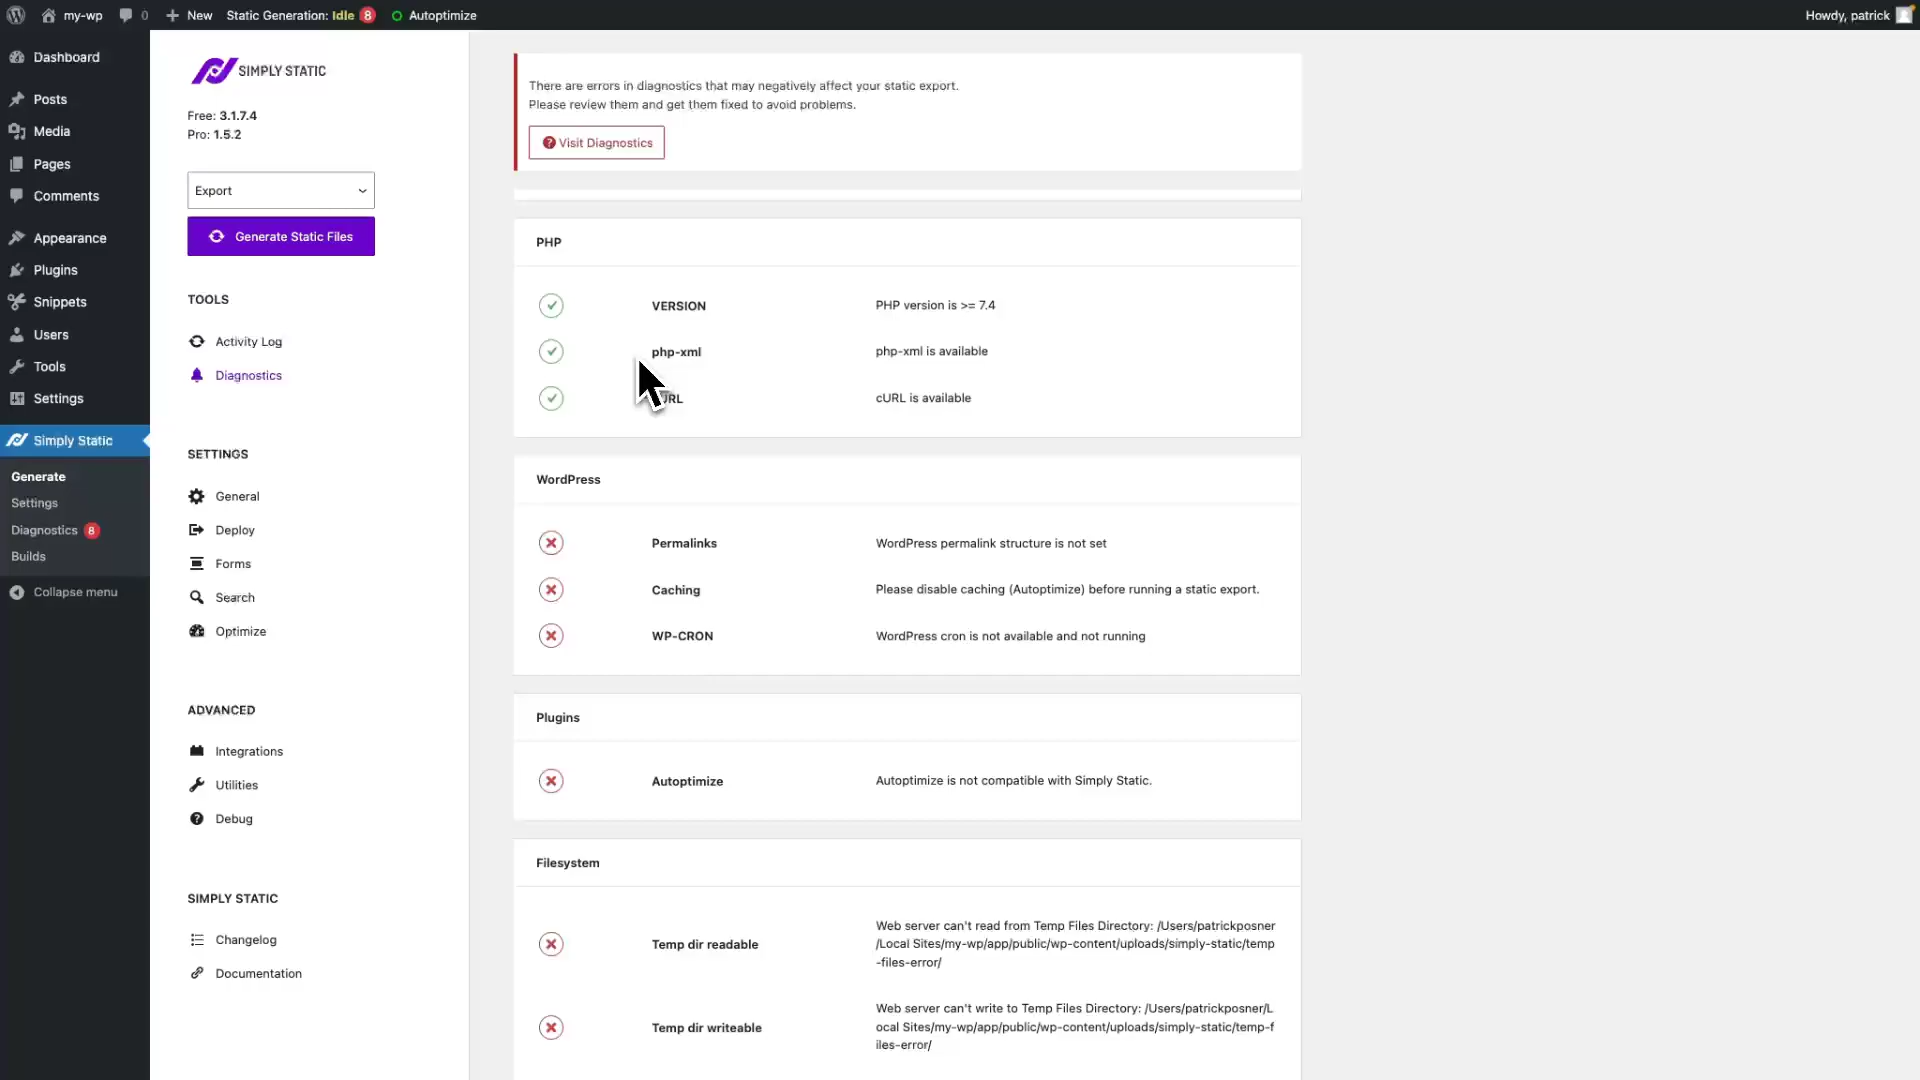 my-wp
0
New
Static Generation: Idle 8
Autoptimize
Howdy, patrick
Dashboard
Posts
Media
Pages
Comments
Appearance
Plugins
Snippets
Users
Tools
Settings
Simply Static
Generate
Settings
Diagnostics 8
Builds
Collapse menu
SIMPLY STATIC
Free: 3.1.7.4
Pro: 1.5.2
Export
Generate Static Files
TOOLS
Activity Log
Diagnostics
SETTINGS
General
Deploy
Forms
Search
Optimize
ADVANCED
Integrations
Utilities
Debug
SIMPLY STATIC
Changelog
Documentation
There are errors in diagnostics that may negatively affect your static export.
Please review them and get them fixed to avoid problems.
Visit Diagnostics
PHP
VERSION PHP version is >= 7.4
php-xml php-xml is available
URL cURL is available
WordPress
Permalinks WordPress permalink structure is not set
Caching Please disable caching (Autoptimize) before running a static export.
WP-CRON WordPress cron is not available and not running
Plugins
Autoptimize Autoptimize is not compatible with Simply Static.
Filesystem
Temp dir readable
Web server can't read from Temp Files Directory: /Users/patrickposner
/Local Sites/my-wp/app/public/wp-content/uploads/simply-static/temp
-files-error/
Temp dir writeable
Web server can't write to Temp Files Directory: /Users/patrickposner/L
ocal Sites/my-wp/app/public/wp-content/uploads/simply-static/temp-f
iles-error/